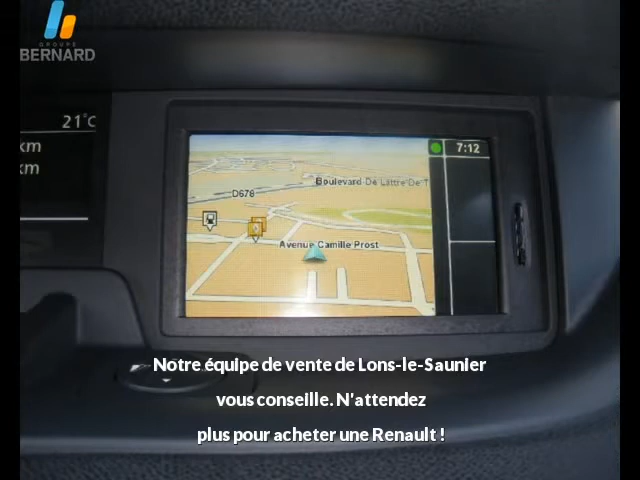 GROUPE
BERNARD
21°C
km
km
7:12
Boulevard De Lattre De T
D678
Avenue Camille Prost
Notre équipe de vente de Lons-le-Saunier
vous conseille. N'attendez
plus pour acheter une Renault !